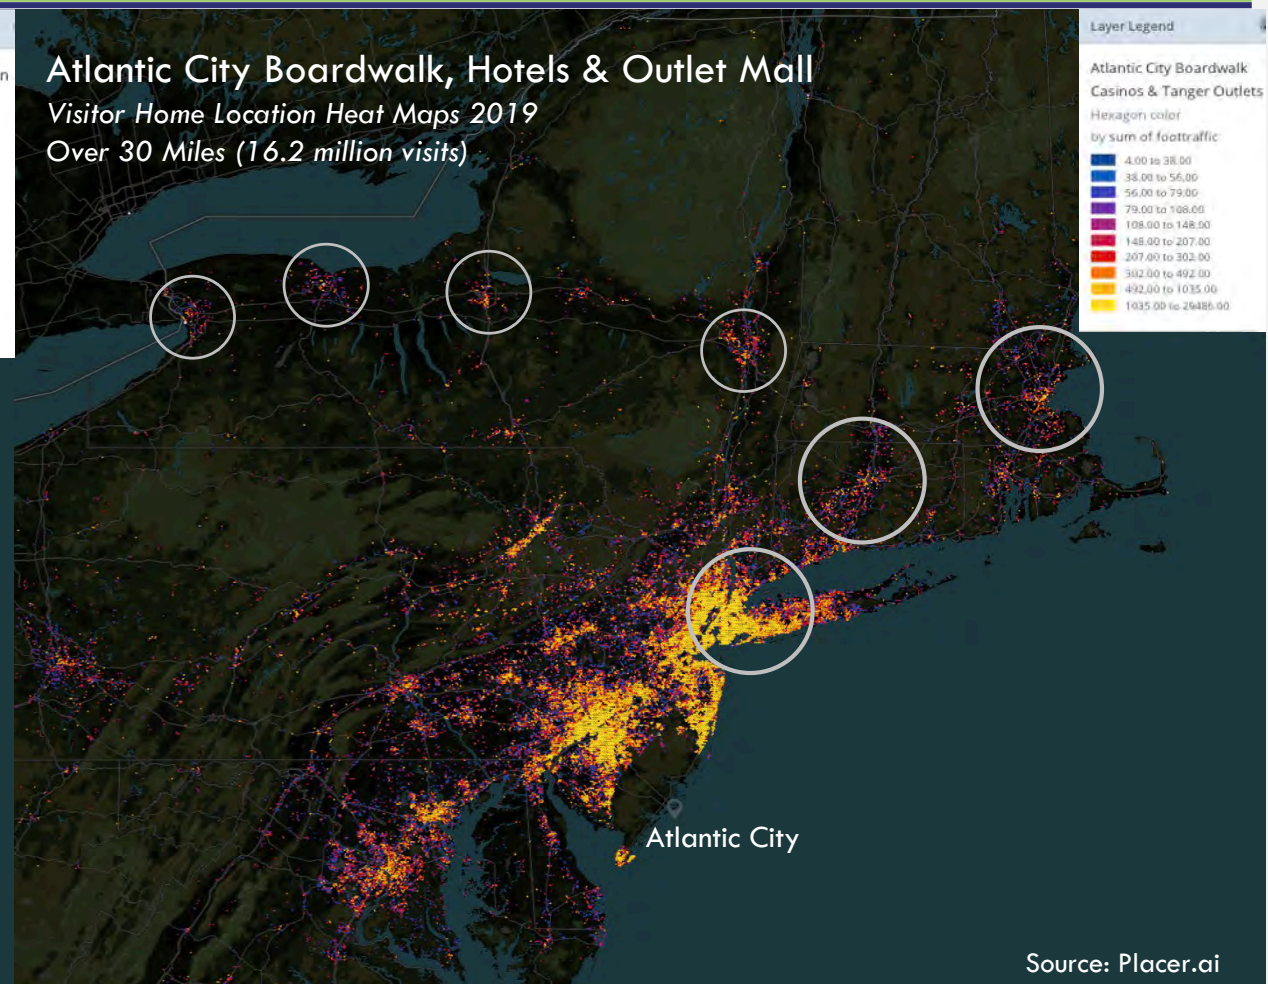 Atlantic City Boardwalk, Hotels & Outlet Mall
Visitor Home Location Heat Maps 2019
Over 30 Miles (16.2 million visits)
n
Layer Legend
Atlantic City Boardwalk
Casinos & Tanger Outlets
Hexagon color
by sum of foottraffic
4.00 to 38.00
38.00 to 56.00
56.00 to 79.00
79.00 to 108.00
108.00 to 148.00
148.00 to 207.00
207.00 to 302.00
302.00 to 492.00
492.00 to 1035.00
1035.00 to 29486.00
Atlantic City
Source: Placer.ai